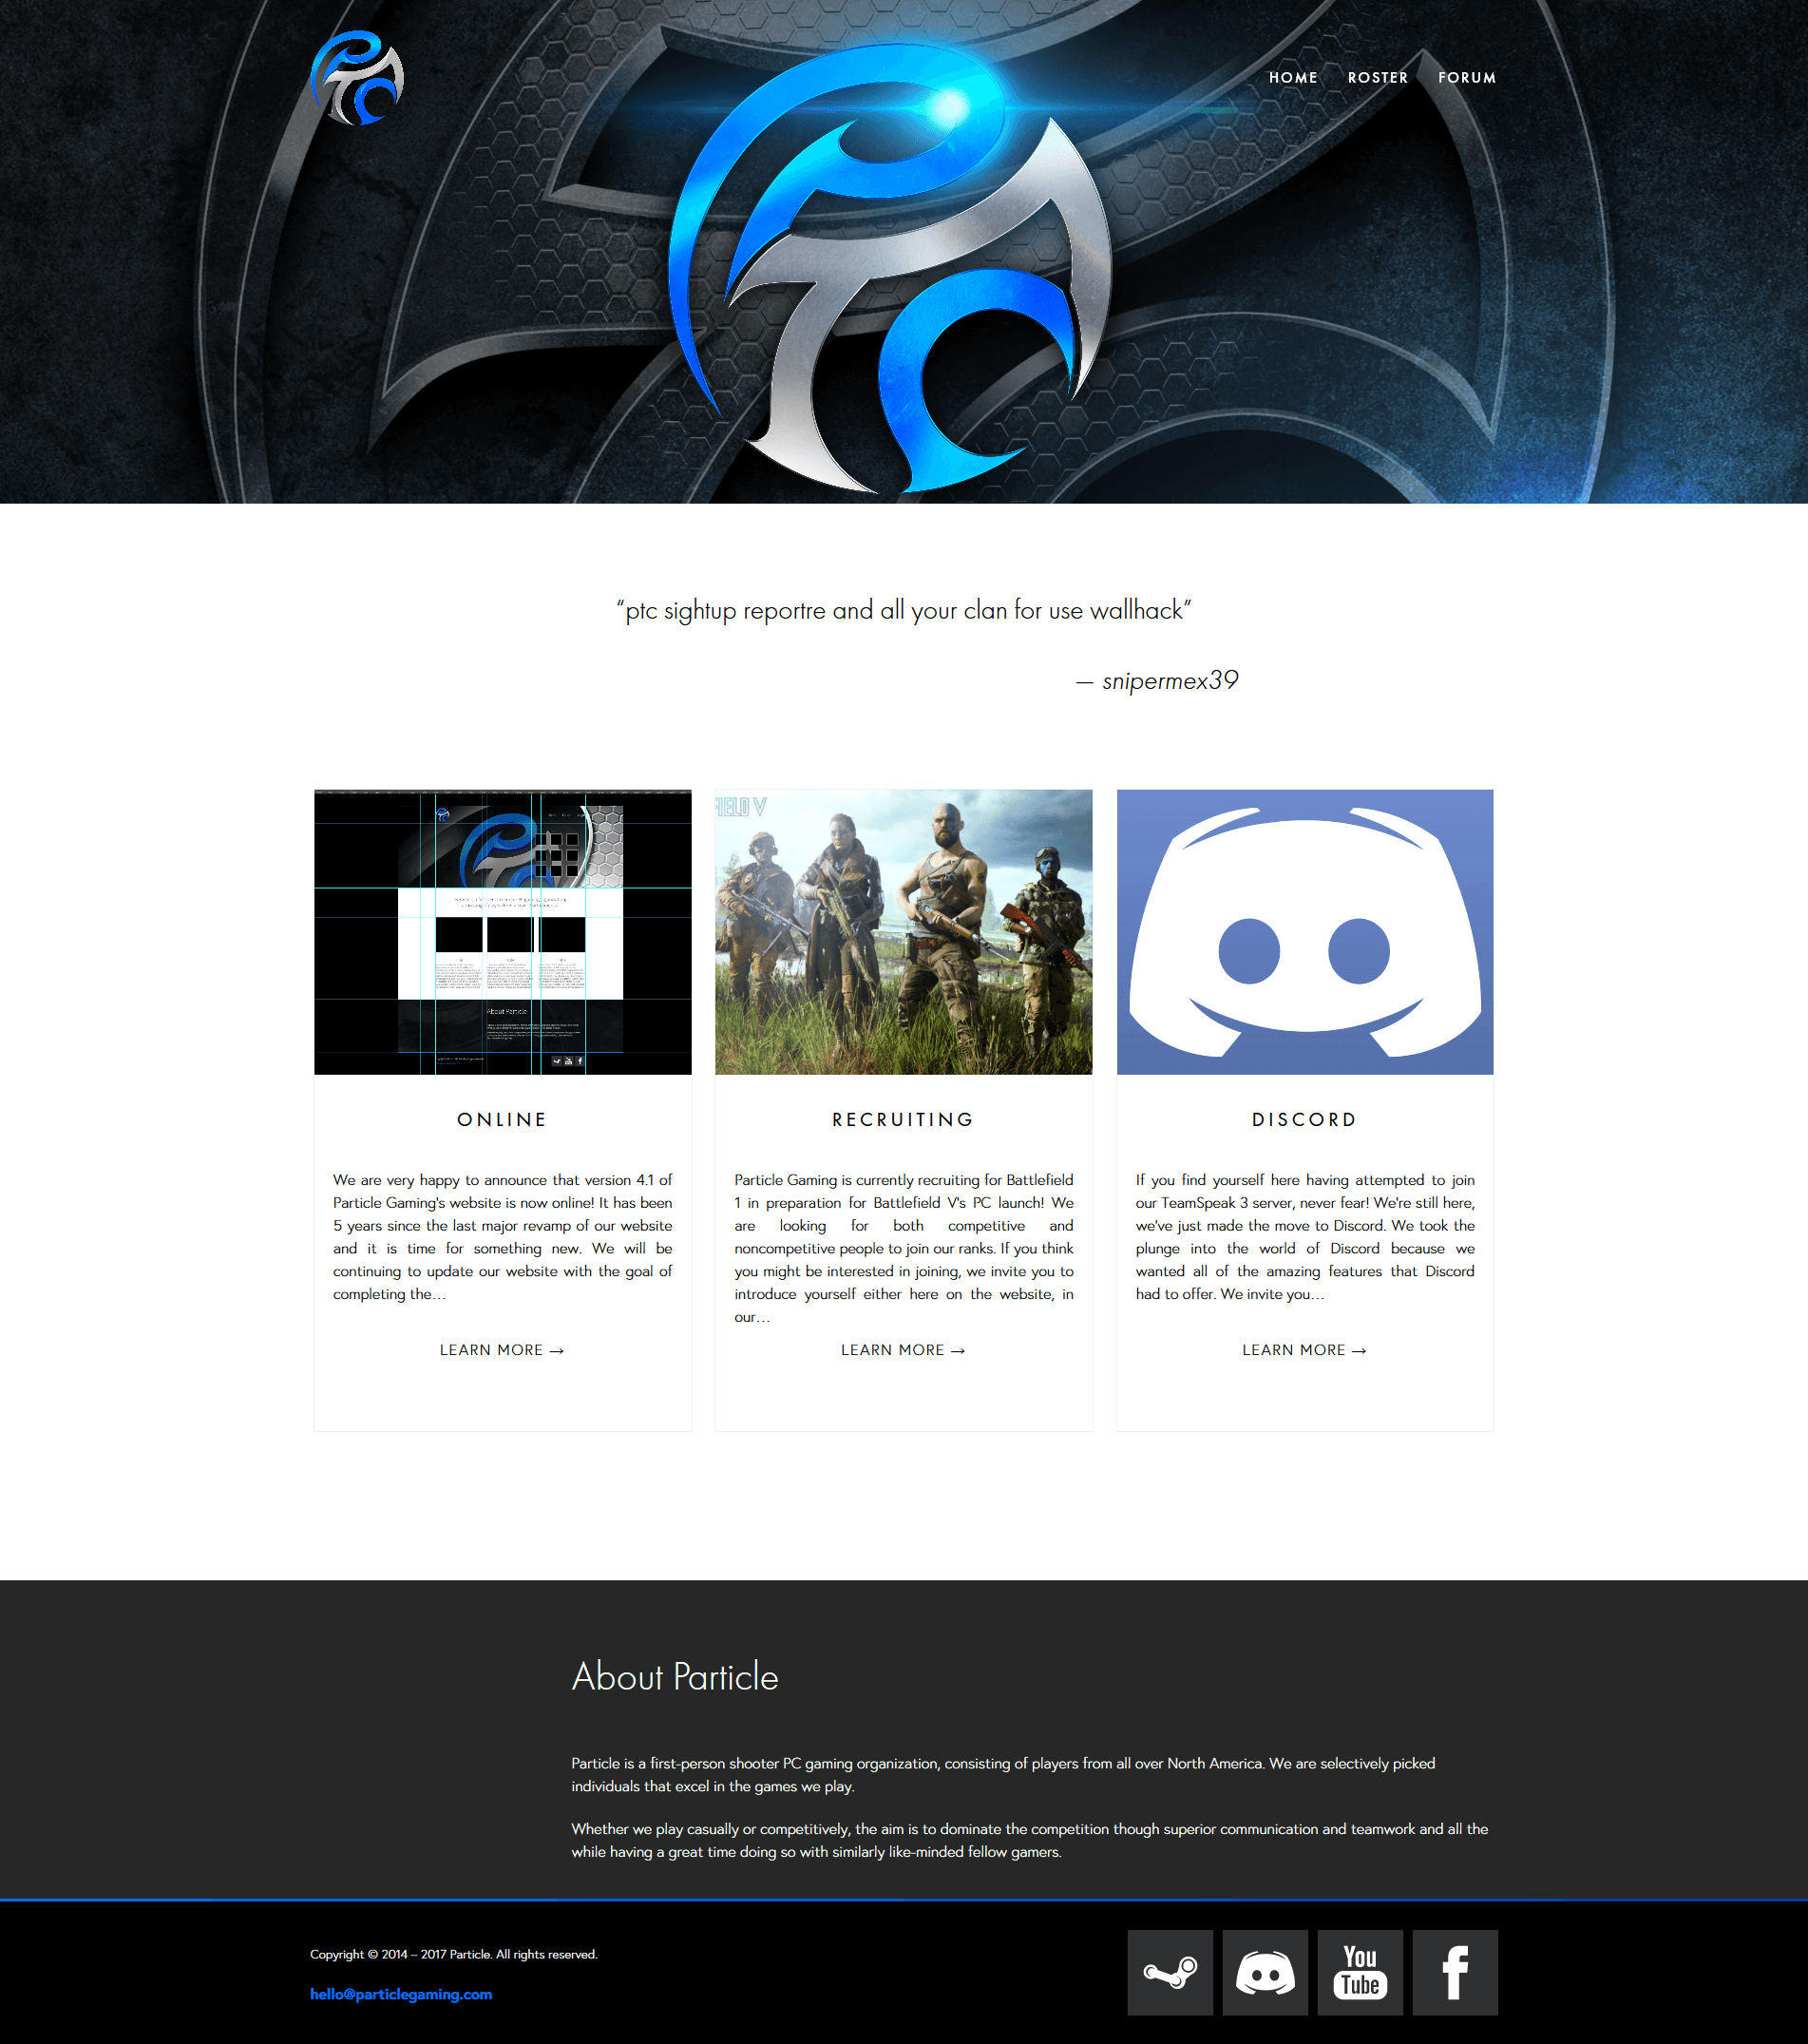 HOME ROSTER FORUM
“ptc sightup reportre and all your clan for use wallhack”
— snipermex39
FIELD V
About Particle
ONLINE
We are very happy to announce that version 4.1 of
Particle Gaming's website is now online! It has been
5 years since the last major revamp of our website
and it is time for something new. We will be
continuing to update our website with the goal of
completing the…
LEARN MORE →
RECRUITING
Particle Gaming is currently recruiting for Battlefield
1 in preparation for Battlefield V's PC launch! We
are looking for both competitive and
noncompetitive people to join our ranks. If you think
you might be interested in joining, we invite you to
introduce yourself either here on the website, in
our…
LEARN MORE →
DISCORD
If you find yourself here having attempted to join
our TeamSpeak 3 server, never fear! We're still here,
we've just made the move to Discord. We took the
plunge into the world of Discord because we
wanted all of the amazing features that Discord
had to offer. We invite you…
LEARN MORE →
About Particle
Particle is a first-person shooter PC gaming organization, consisting of players from all over North America. We are selectively picked
individuals that excel in the games we play.
Whether we play casually or competitively, the aim is to dominate the competition though superior communication and teamwork and all the
while having a great time doing so with similarly like-minded fellow gamers.
Copyright © 2014 – 2017 Particle. All rights reserved.
hello@particlegaming.com
You
Tube